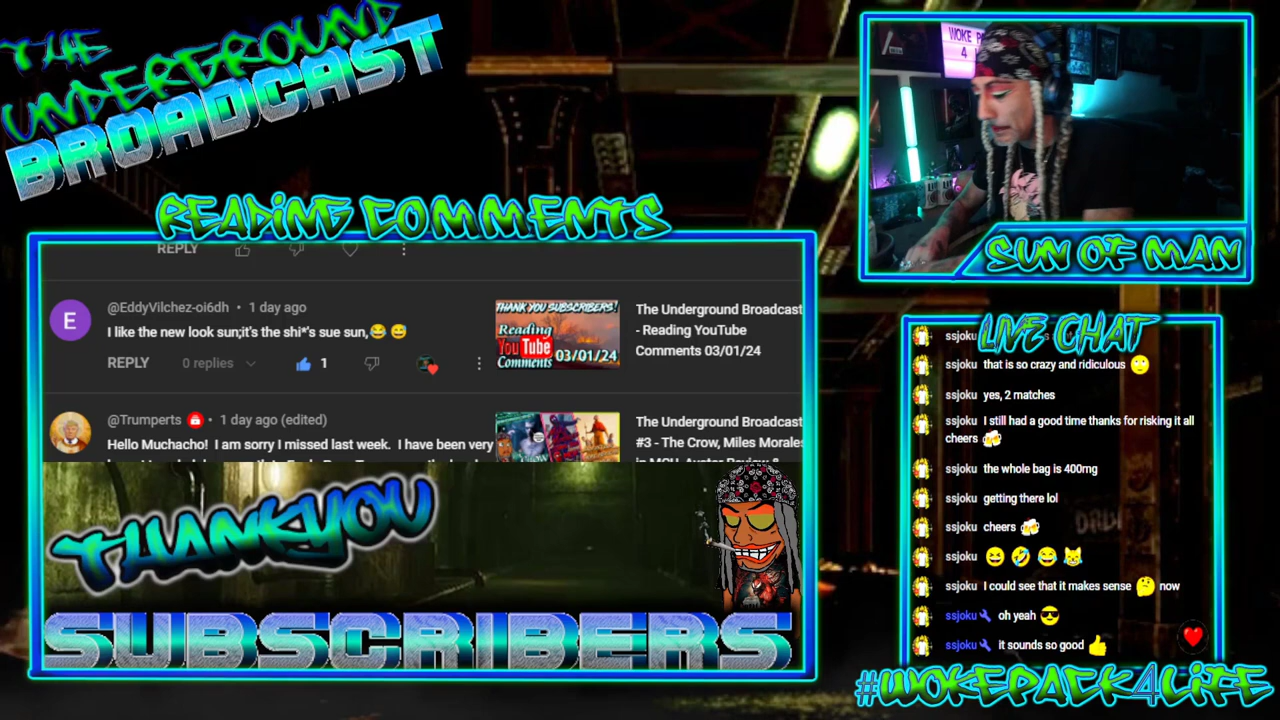 THE
UNDERGROUND
BROADCAST
READING COMMENTS
REPLY
@EddyVilchez-oi6dh • 1 day ago
E
I like the new look sun;it's the shi*'s sue sun,😂 😅
REPLY 0 replies 1
THANK YOU SUBSCRIBERS!
Reading
YouTube
Comments 03/01/24
The Underground Broadcast
- Reading YouTube
Comments 03/01/24
@Trumperts • 1 day ago (edited)
Hello Muchacho! I am sorry I missed last week. I have been very
The Underground Broadcast
#3 - The Crow, Miles Morales
in MCU, Avatar Review &
THANKYOU
SUBSCRIBERS
WOKE
4
SUN OF MAN
LIVE CHAT
ssjoku
ssjoku that is so crazy and ridiculous 🙄
ssjoku yes, 2 matches
ssjoku I still had a good time thanks for risking it all
cheers 🍻
ssjoku the whole bag is 400mg
ssjoku getting there lol
ssjoku cheers 🍻
ssjoku 😆 🤣 😂 😹
ssjoku I could see that it makes sense 🤔 now
ssjoku🔧 oh yeah 😎
ssjoku🔧 it sounds so good 👍
#WOKEPACK4LIFE